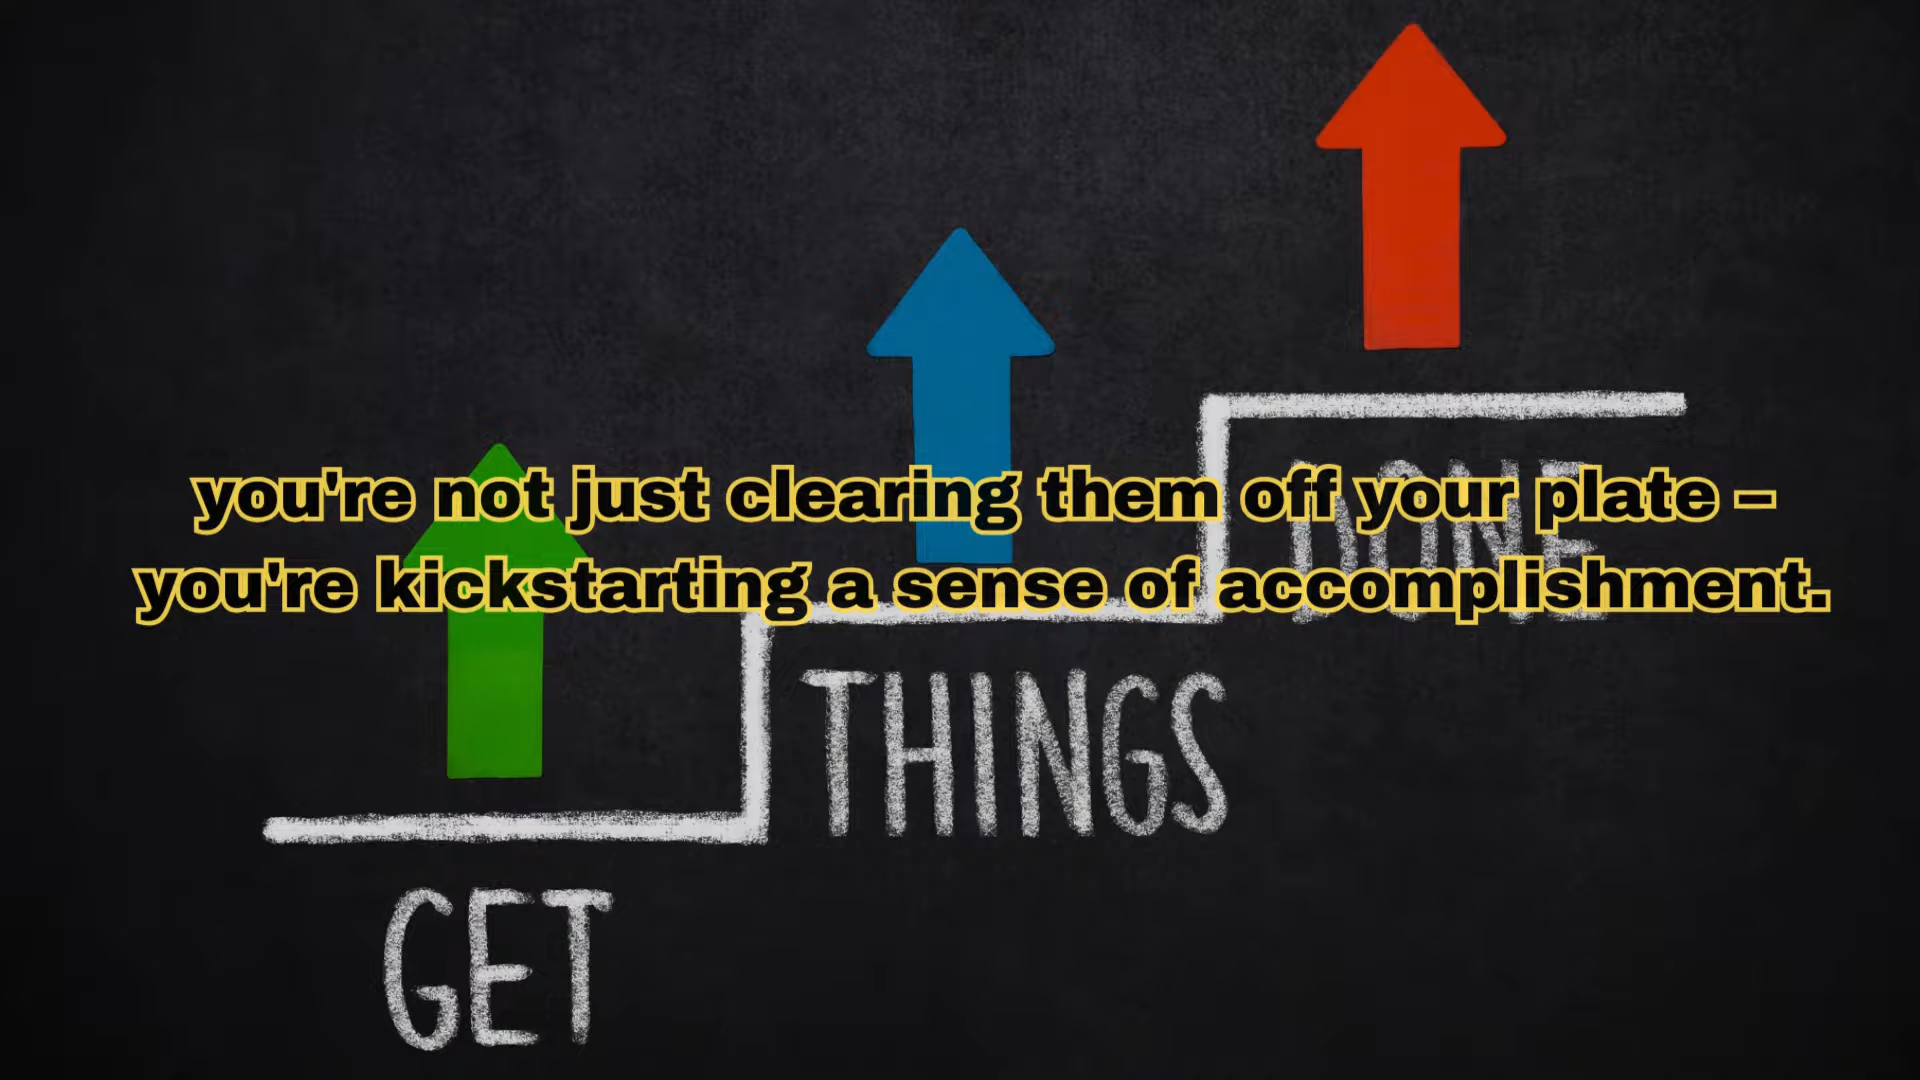 you're not just clearing them off your plate –
you're kickstarting a sense of accomplishment.
DONE
THINGS
GET